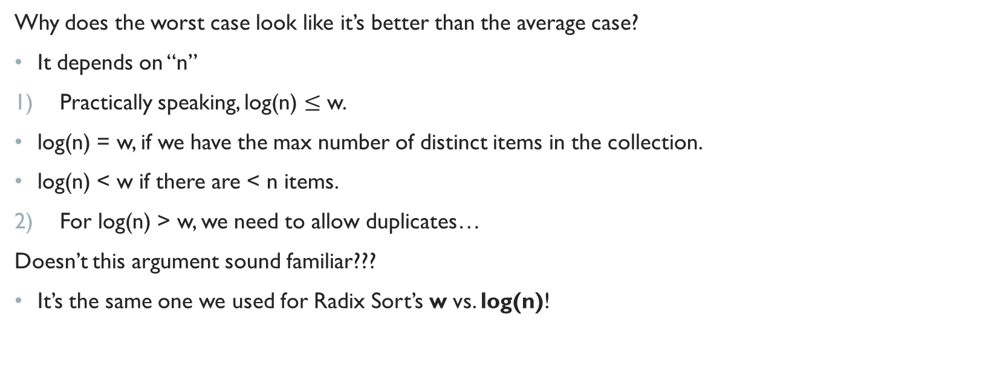 Why does the worst case look like it’s better than the average case?
• It depends on “n”
1) Practically speaking, log(n) ≤ w.
• log(n) = w, if we have the max number of distinct items in the collection.
• log(n) < w if there are < n items.
2) For log(n) > w, we need to allow duplicates…
Doesn’t this argument sound familiar???
• It’s the same one we used for Radix Sort’s w vs. log(n)!